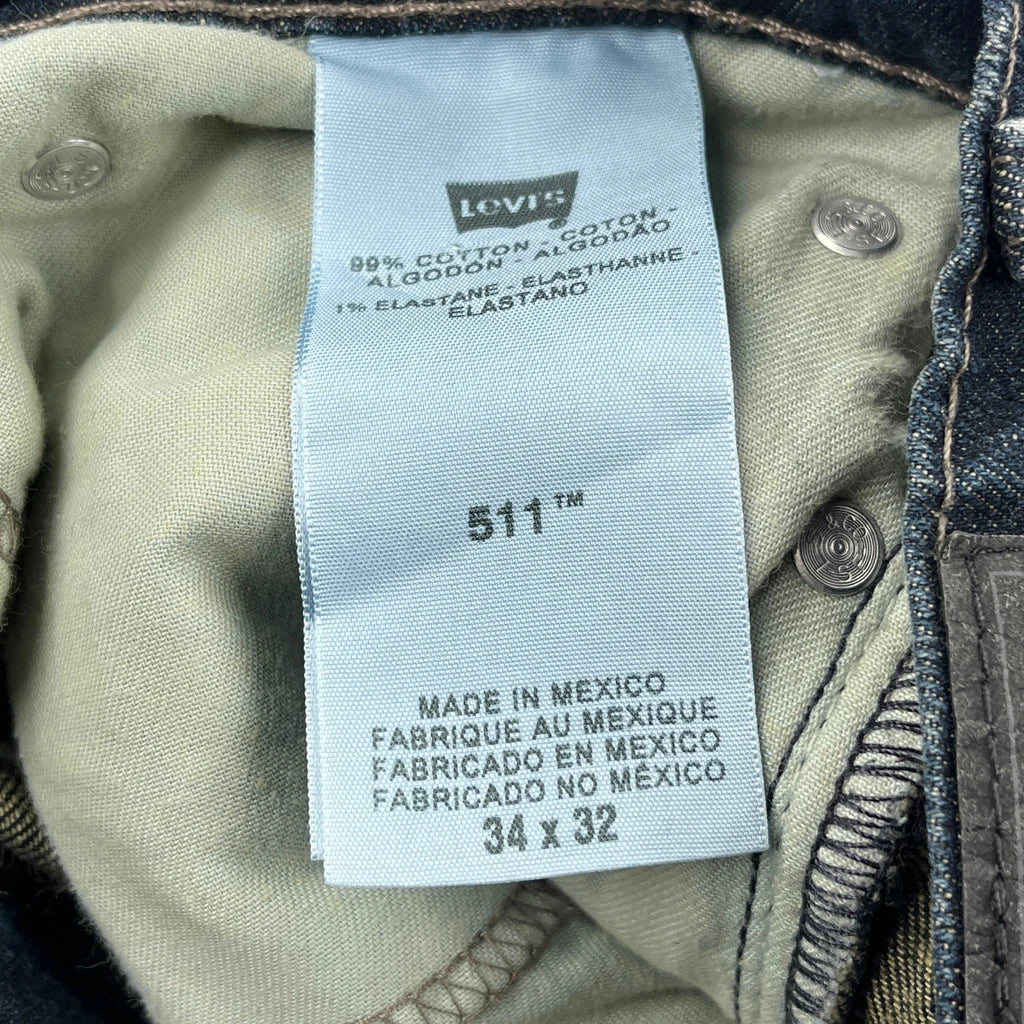 LEVI'S
99% COTTON - COTON -
ALGODON - ALGODÃO
1% ELASTANE - ELASTHANNE -
ELASTANO
511™
MADE IN MEXICO
FABRIQUE AU MEXIQUE
FABRICADO EN MEXICO
FABRICADO NO MÉXICO
34 x 32